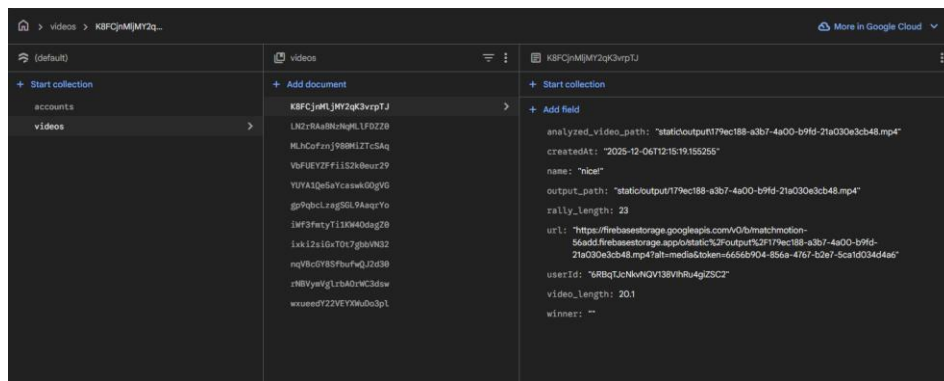 videos > K8FCjnMljMY2q...
More in Google Cloud
(default)
+ Start collection
accounts
videos
videos
+ Add document
K8FCjnMljMY2qK3vrpTJ
LN2rRAaBNzNqMLlFDZZ0
MLhCofznj980MiZTcSAq
VbFUEYZFfiiS2k0eur29
YUYA1Qe5aYcaswkGOgVG
gp9qbcLzagSGL9AaqrYo
iWf3fmtyTi1KW4OdagZ0
ixki2siGxTOt7gbbVN32
nqVBcGY8SfbufwQJ2d30
rNBVymVglrbAOrWC3dsw
wxueedY22VEYXWuDo3pl
K8FCjnMljMY2qK3vrpTJ
+ Start collection
+ Add field
analyzed_video_path: "static\output\179ec188-a3b7-4a00-b9fd-21a030e3cb48.mp4"
createdAt: "2025-12-06T12:15:19.155255"
name: "nice!"
output_path: "static/output/179ec188-a3b7-4a00-b9fd-21a030e3cb48.mp4"
rally_length: 23
url: "https://firebasestorage.googleapis.com/v0/b/matchmotion-
56add.firebasestorage.app/o/static%2Foutput%2F179ec188-a3b7-4a00-b9fd-
21a030e3cb48.mp4?alt=media&token=6656b904-856a-4767-b2e7-5ca1d034d4a6"
userId: "6RBqTJcNkvNQV138VlhRu4giZSC2"
video_length: 20.1
winner: ""